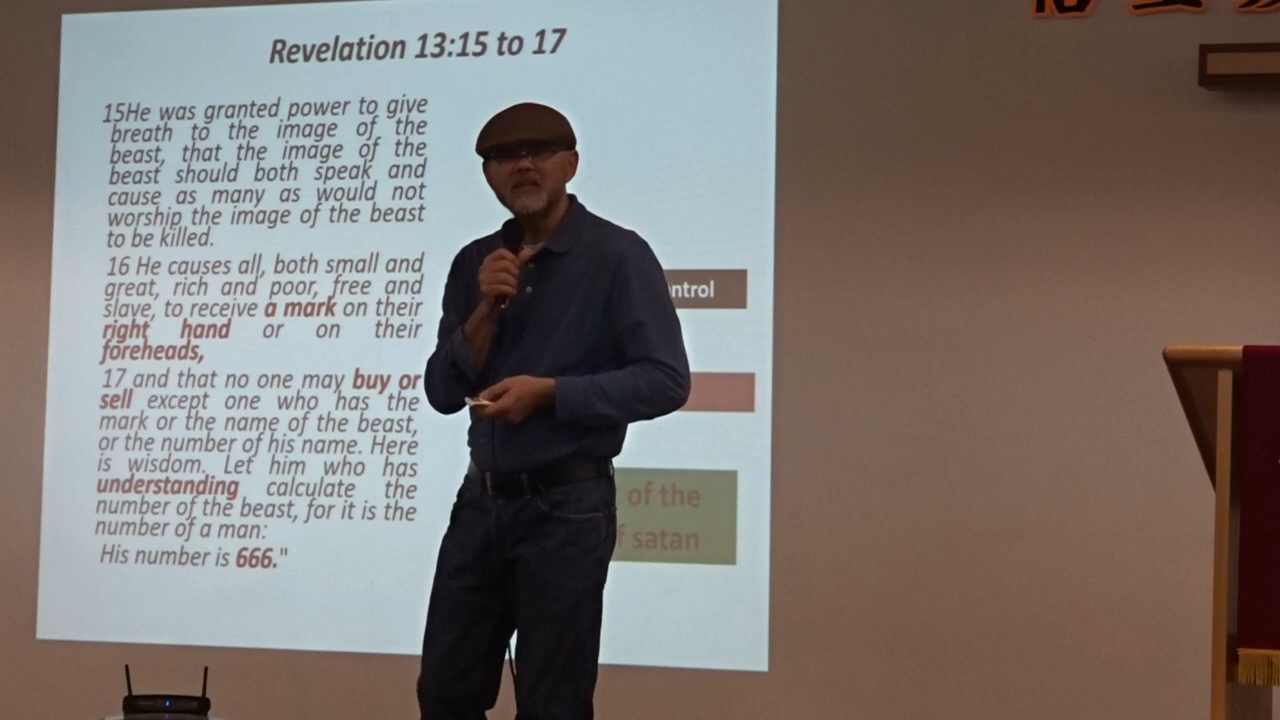 Revelation 13:15 to 17
15He was granted power to give
breath to the image of the
beast, that the image of the
beast should both speak and
cause as many as would not
worship the image of the beast
to be killed.
16 He causes all, both small and
great, rich and poor, free and
slave, to receive a mark on their
right hand or on their
foreheads,
17 and that no one may buy or
sell except one who has the
mark or the name of the beast,
or the number of his name. Here
is wisdom. Let him who has
understanding calculate the
number of the beast, for it is the
number of a man:
His number is 666."
ntrol
of the
f satan